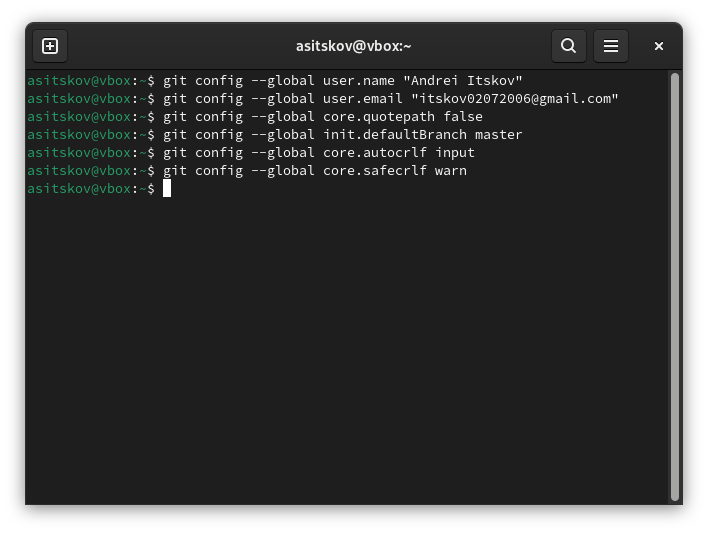 asitskov@vbox:~
asitskov@vbox:~$ git config --global user.name "Andrei Itskov"
asitskov@vbox:~$ git config --global user.email "itskov02072006@gmail.com"
asitskov@vbox:~$ git config --global core.quotepath false
asitskov@vbox:~$ git config --global init.defaultBranch master
asitskov@vbox:~$ git config --global core.autocrlf input
asitskov@vbox:~$ git config --global core.safecrlf warn
asitskov@vbox:~$